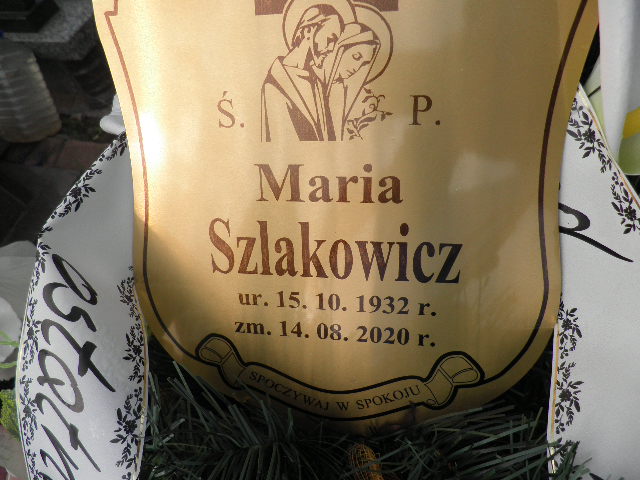 Ś. P.
Maria
Szlakowicz
ur. 15. 10. 1932 r.
zm. 14. 08. 2020 r.
SPOCZYWAJ W SPOKOJU